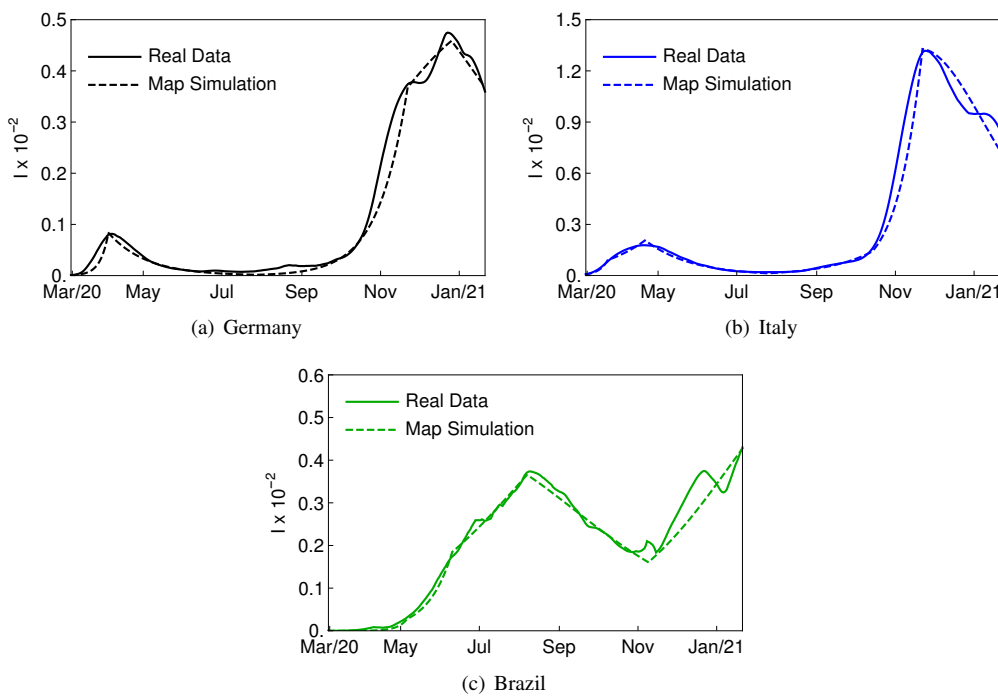 0.5
0.4
0.3
0.2
0.1
0.
I x 10⁻²
Real Data
Map Simulation
Mar/20 May Jul Sep Nov Jan/21
(a) Germany
1.5
1.2
0.9
0.6
0.3
0.
I x 10⁻²
Real Data
Map Simulation
Mar/20 May Jul Sep Nov Jan/21
(b) Italy
0.6
0.5
0.4
0.3
0.2
0.1
0.
I x 10⁻²
Real Data
Map Simulation
Mar/20 May Jul Sep Nov Jan/21
(c) Brazil